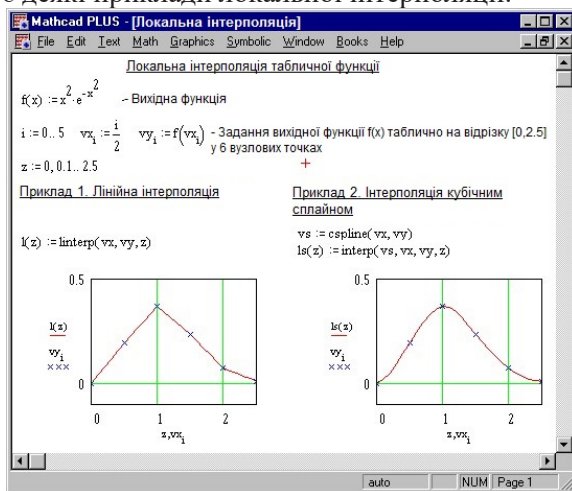 деякі приклади локальної інтерполяції.
Mathcad PLUS - [Локальна інтерполяція]
File Edit Text Math Graphics Symbolic Window Books Help
Локальна інтерполяція табличної функції
f(x) := x^2·e^-x^2 - Вихідна функція
i := 0.. 5 vx_i := i/2 vy_i := f(vx_i) - Задання вихідної функції f(x) таблично на відрізку [0,2.5]
у 6 вузлових точках
z := 0, 0.1.. 2.5
Приклад 1. Лінійна інтерполяція
l(z) := linterp(vx, vy, z)
Приклад 2. Інтерполяція кубічним
сплайном
vs := cspline(vx, vy)
ls(z) := interp(vs, vx, vy, z)
0.5
l(z)
vy_i
×××
0
0 1 2
z,vx_i
0.5
ls(z)
vy_i
×××
0
0 1 2
z,vx_i
auto NUM Page 1